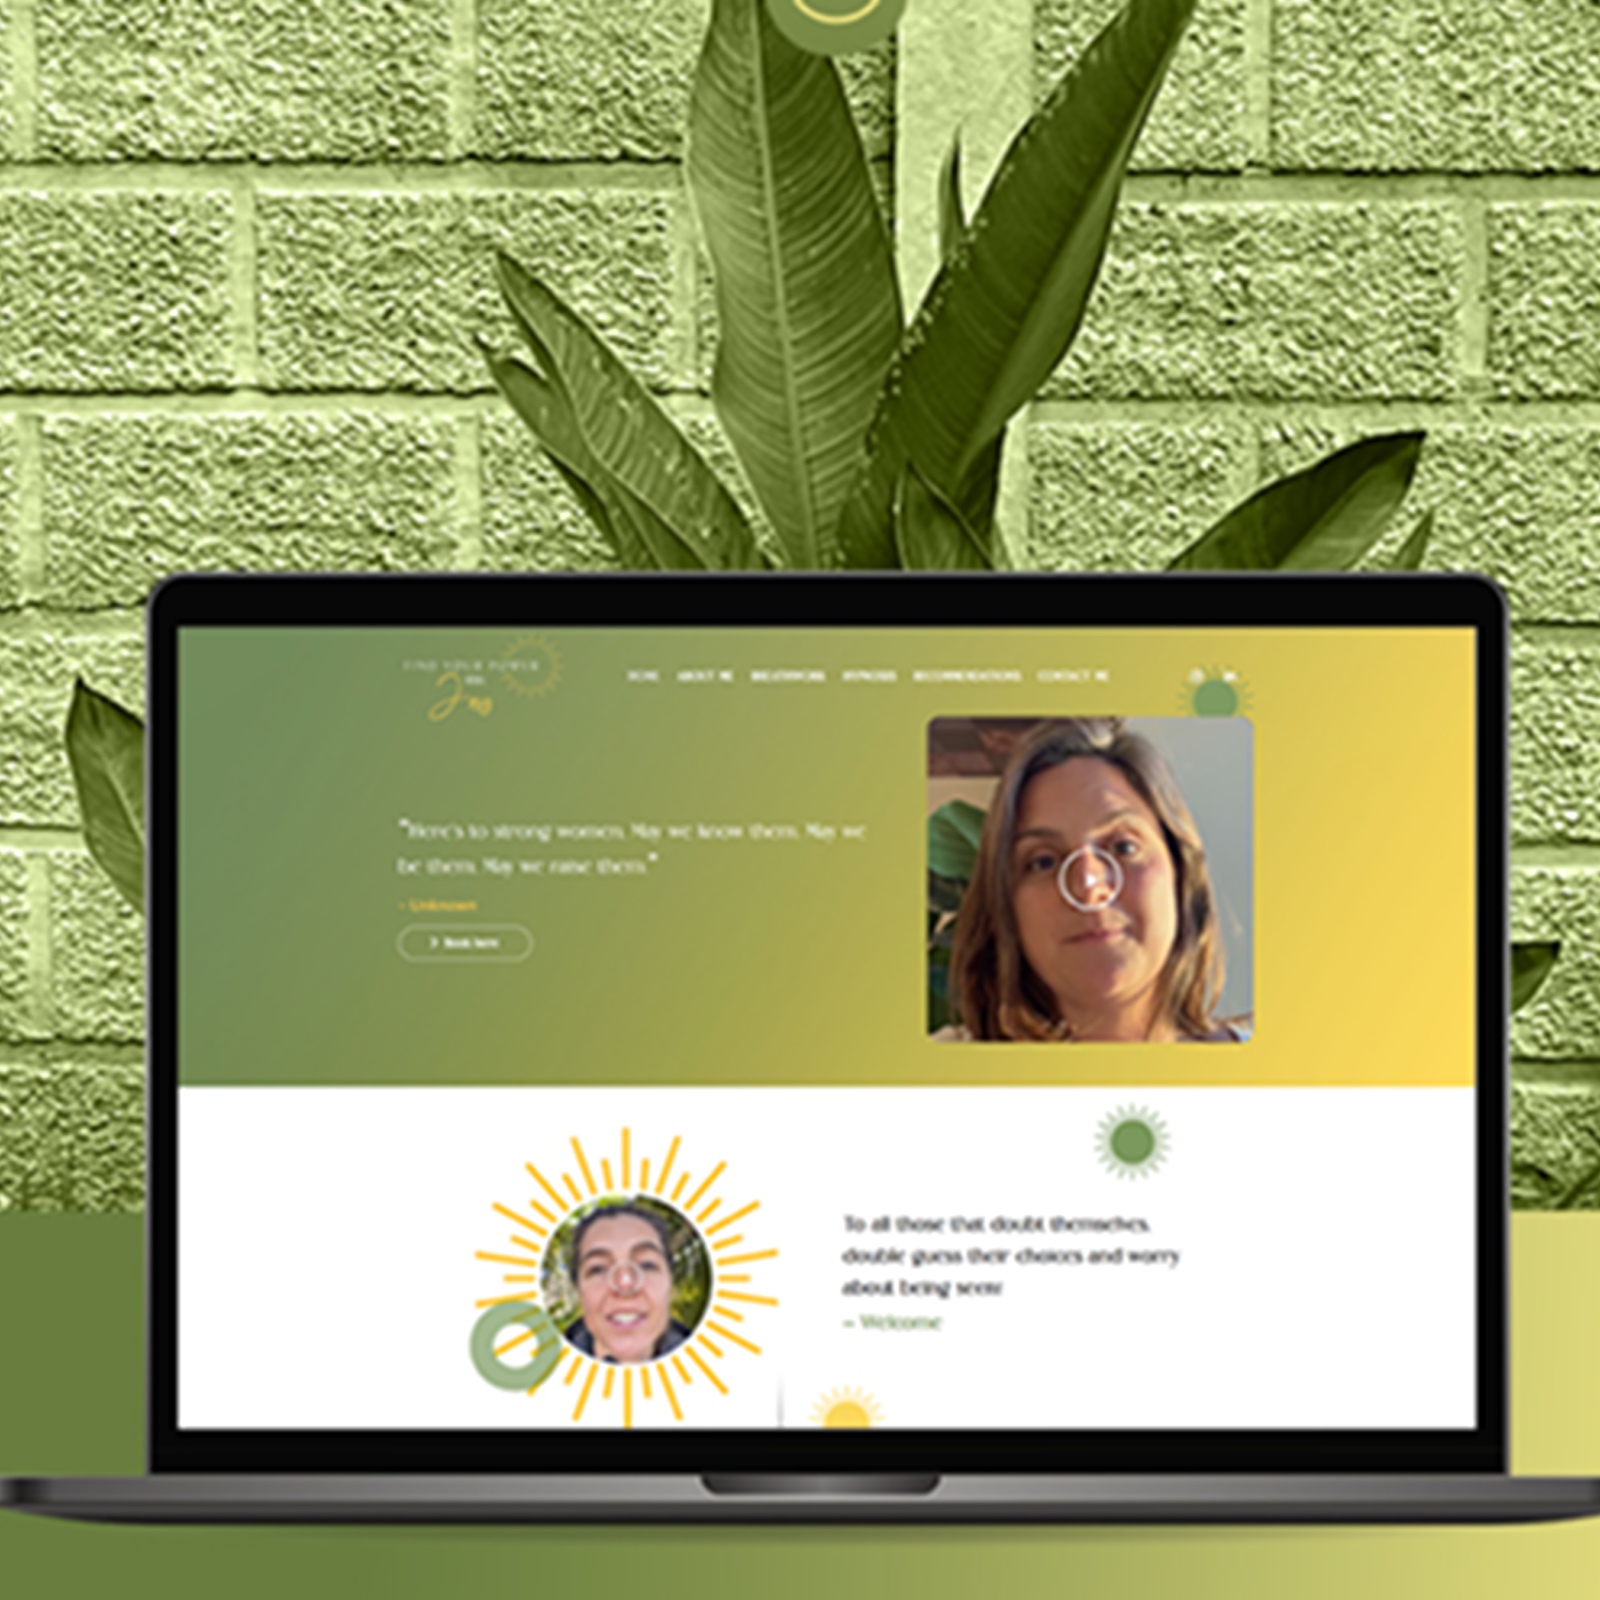 FIND YOUR POWER
HOME ABOUT ME BREATHWORK HYPNOSIS RECOMMENDATIONS CONTACT ME
"Here's to strong women. May we know them. May we
be them. May we raise them."
- Unknown
Book here
To all those that doubt themselves,
double guess their choices and worry
about being seen
- Welcome